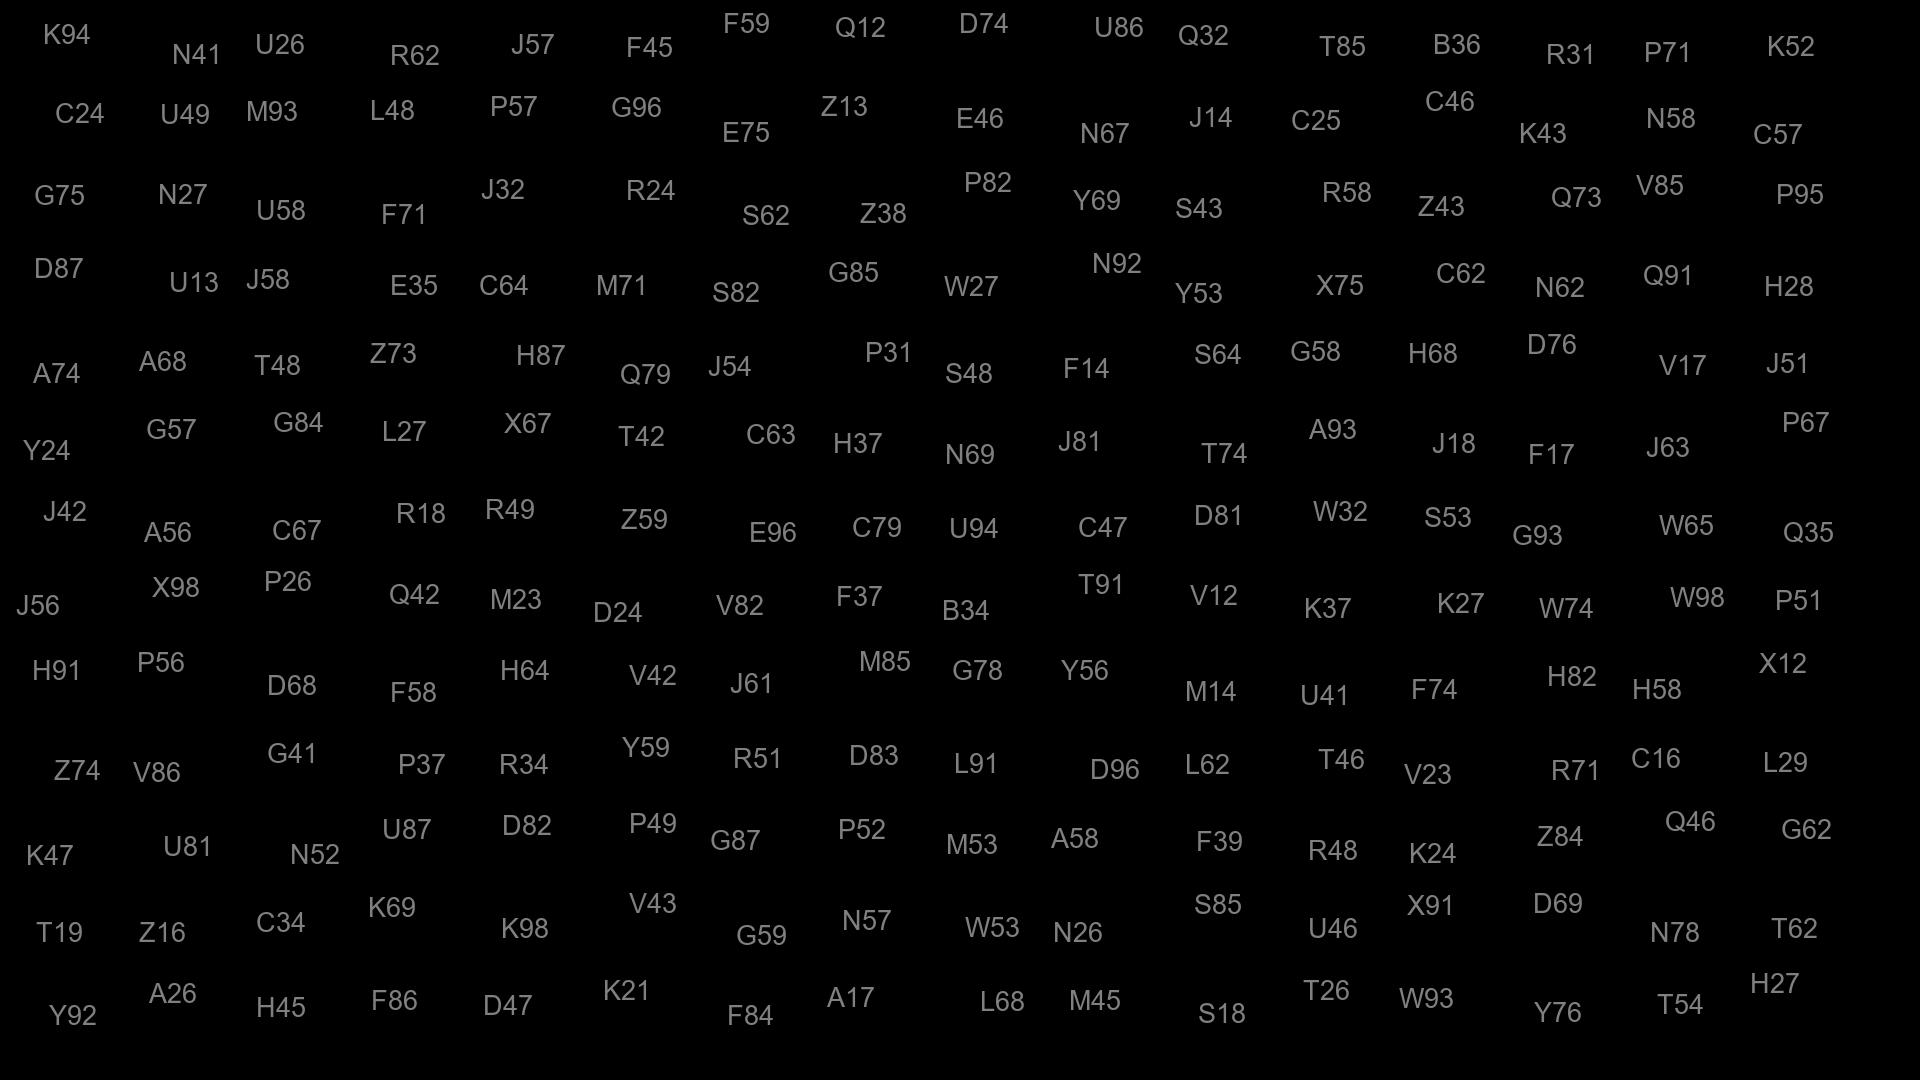 K94 N41 U26 R62 J57 F45 F59 Q12 D74 U86 Q32 T85 B36 R31 P71 K52
C24 U49 M93 L48 P57 G96 E75 Z13 E46 N67 J14 C25 C46 K43 N58 C57
G75 N27 U58 F71 J32 R24 S62 Z38 P82 Y69 S43 R58 Z43 Q73 V85 P95
D87 U13 J58 E35 C64 M71 S82 G85 W27 N92 Y53 X75 C62 N62 Q91 H28
A74 A68 T48 Z73 H87 Q79 J54 P31 S48 F14 S64 G58 H68 D76 V17 J51
Y24 G57 G84 L27 X67 T42 C63 H37 N69 J81 T74 A93 J18 F17 J63 P67
J42 A56 C67 R18 R49 Z59 E96 C79 U94 C47 D81 W32 S53 G93 W65 Q35
J56 X98 P26 Q42 M23 D24 V82 F37 B34 T91 V12 K37 K27 W74 W98 P51
H91 P56 D68 F58 H64 V42 J61 M85 G78 Y56 M14 U41 F74 H82 H58 X12
Z74 V86 G41 P37 R34 Y59 R51 D83 L91 D96 L62 T46 V23 R71 C16 L29
K47 U81 N52 U87 D82 P49 G87 P52 M53 A58 F39 R48 K24 Z84 Q46 G62
T19 Z16 C34 K69 K98 V43 G59 N57 W53 N26 S85 U46 X91 D69 N78 T62
Y92 A26 H45 F86 D47 K21 F84 A17 L68 M45 S18 T26 W93 Y76 T54 H27